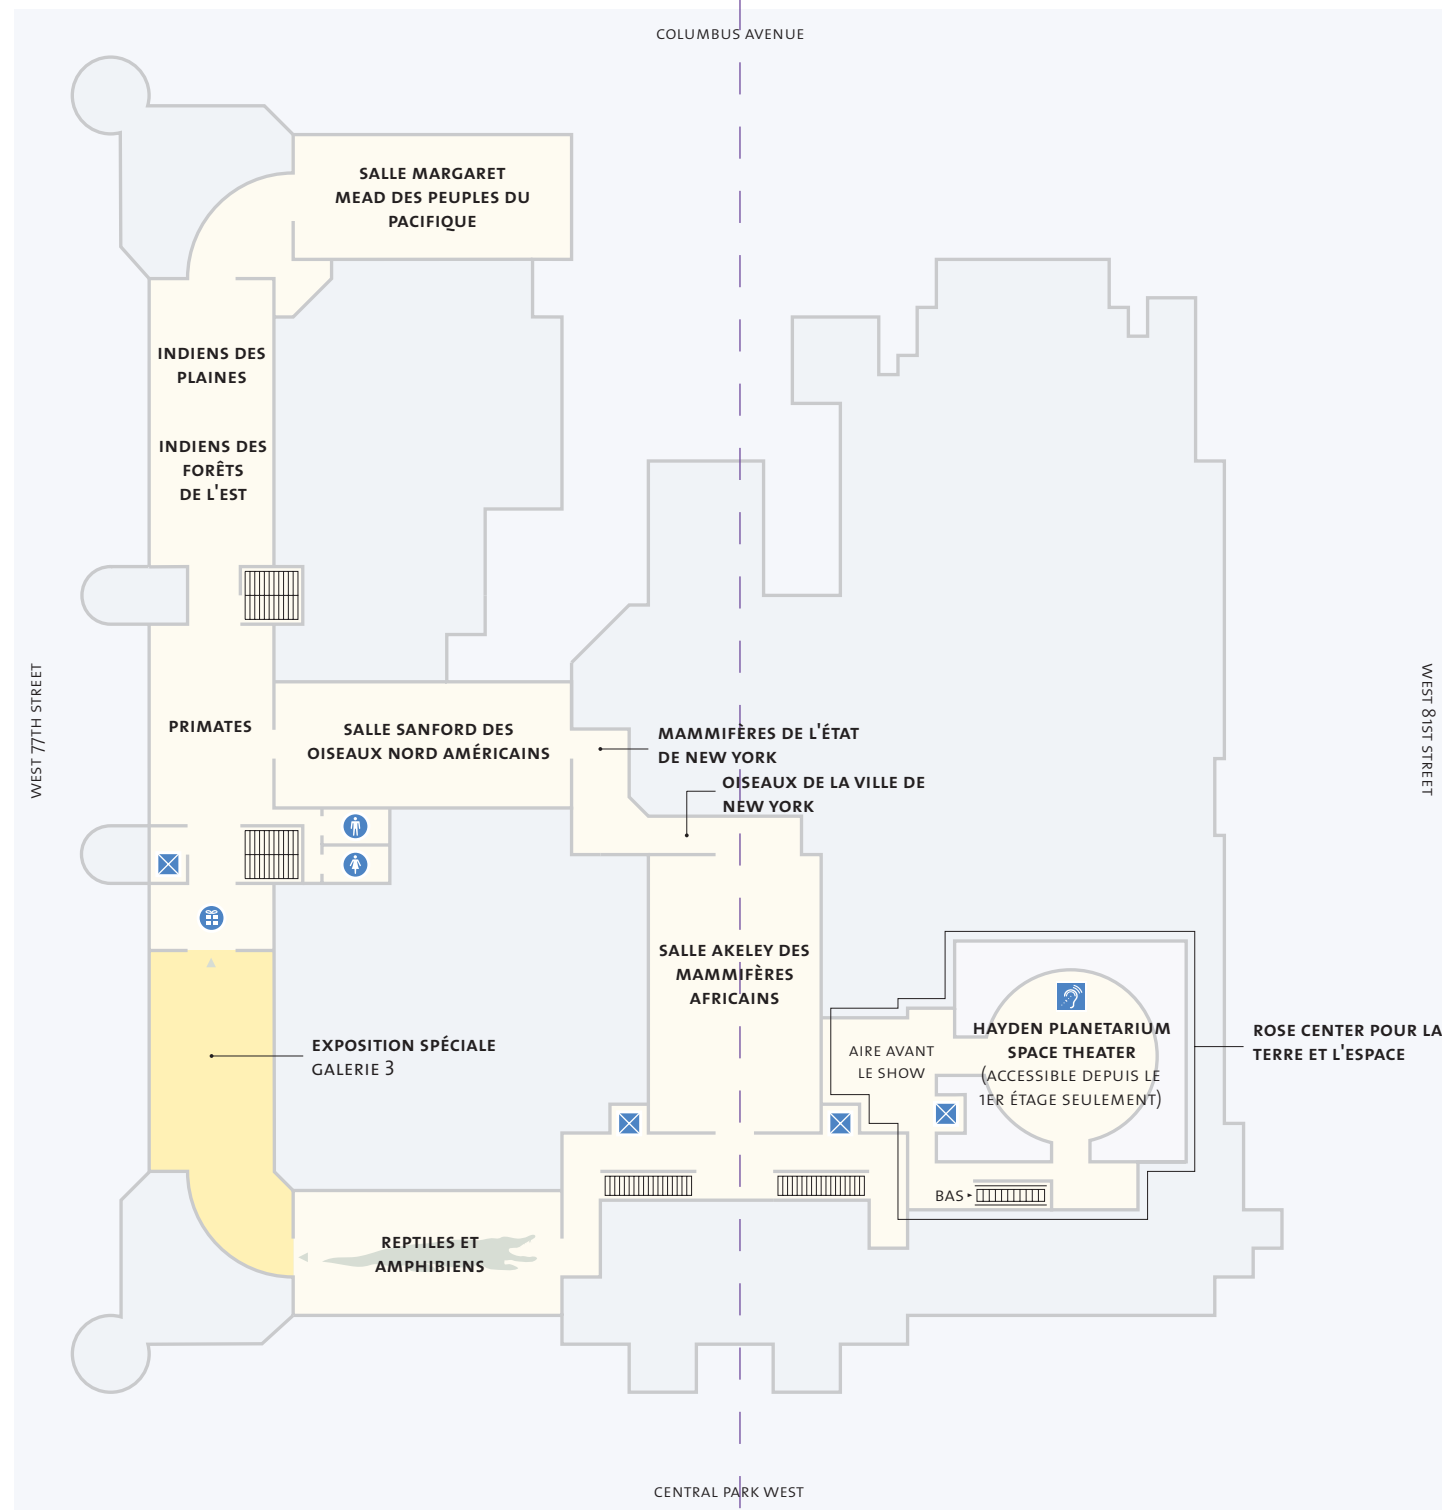 COLUMBUS AVENUE
SALLE MARGARET
MEAD DES PEUPLES DU
PACIFIQUE
INDIENS DES
PLAINES
INDIENS DES
FORÊTS
DE L'EST
WEST 77TH STREET
WEST 81ST STREET
PRIMATES
SALLE SANFORD DES
OISEAUX NORD AMÉRICAINS
MAMMIFÈRES DE L'ÉTAT
DE NEW YORK
OISEAUX DE LA VILLE DE
NEW YORK
SALLE AKELEY DES
MAMMIFÈRES
AFRICAINS
EXPOSITION SPÉCIALE
GALERIE 3
AIRE AVANT
LE SHOW
HAYDEN PLANETARIUM
SPACE THEATER
(ACCESSIBLE DEPUIS LE
1ER ÉTAGE SEULEMENT)
ROSE CENTER POUR LA
TERRE ET L'ESPACE
BAS
REPTILES ET
AMPHIBIENS
CENTRAL PARK WEST